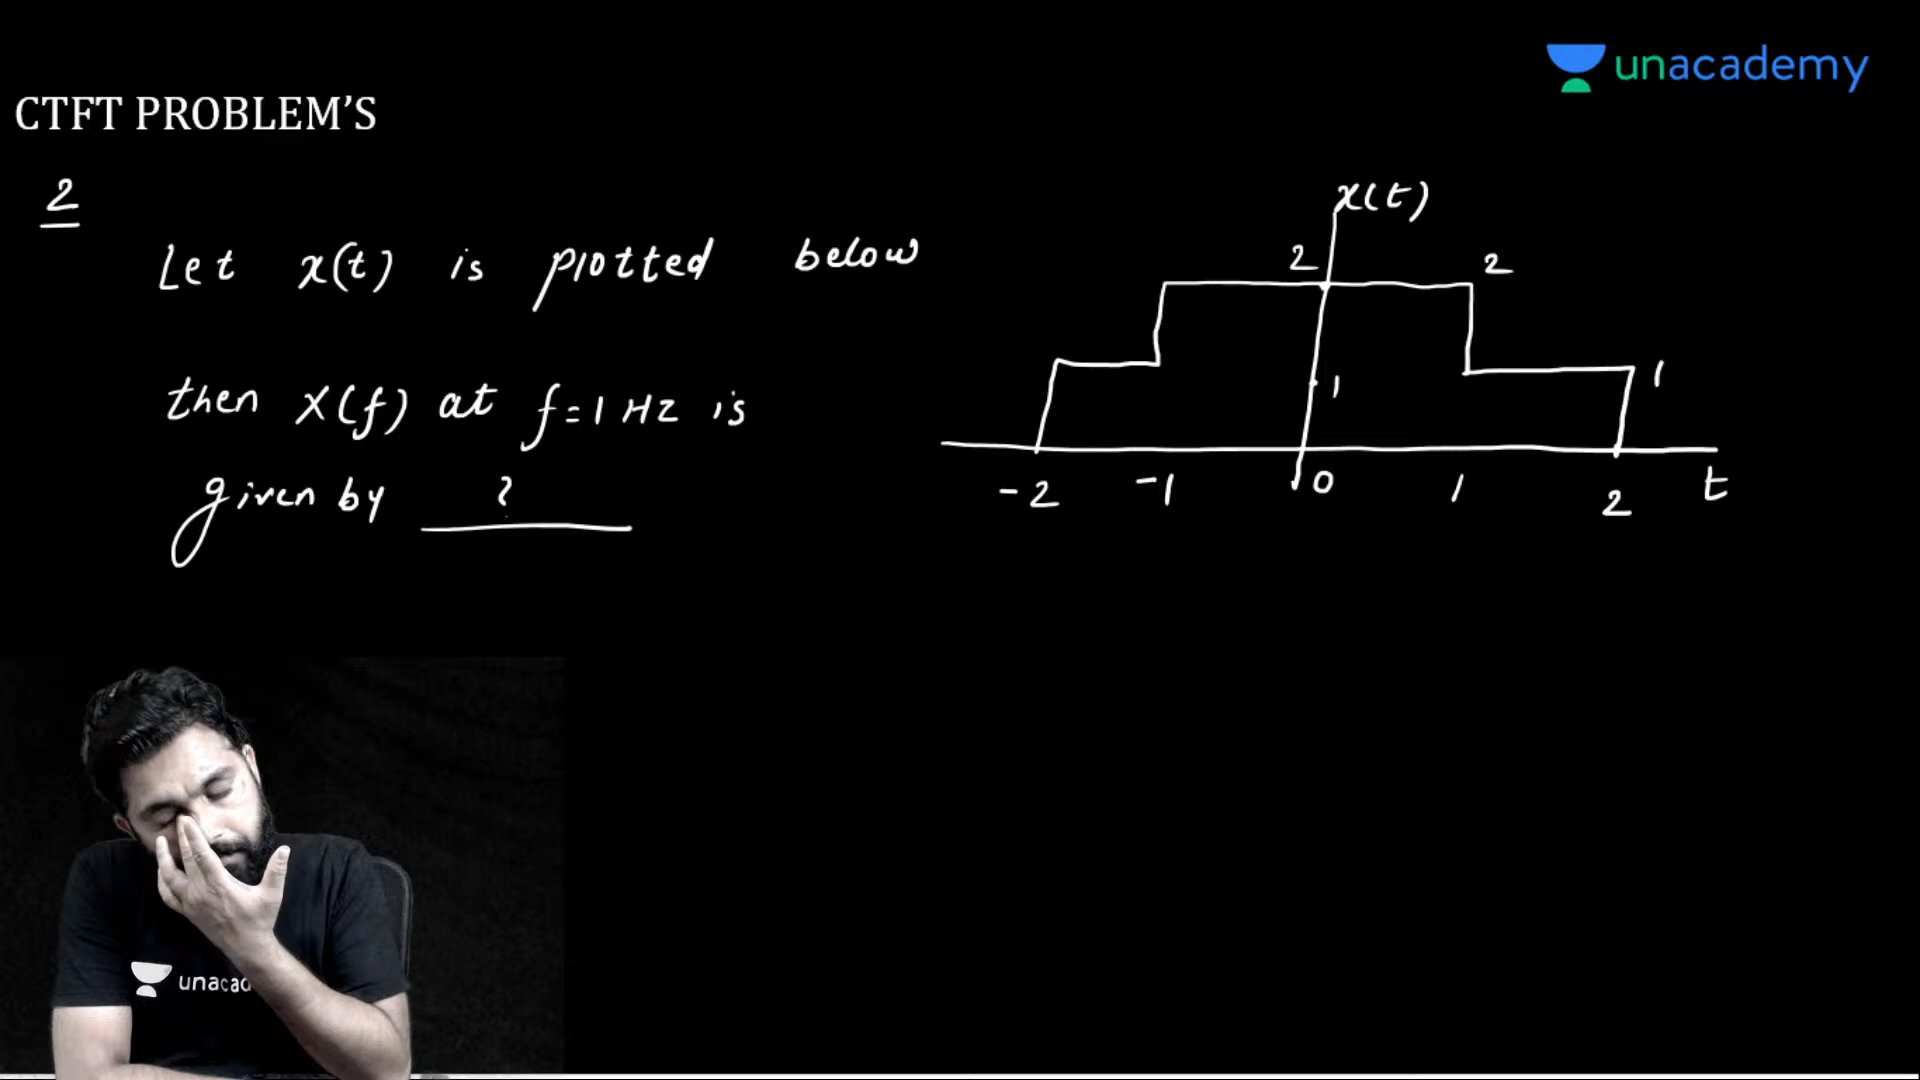 unacademy
CTFT PROBLEM'S
2
Let x(t) is plotted below
then X(f) at f=1 HZ is
given by ?
x(t)
2 2
1 1
-2 -1 0 1 2 t
unacad